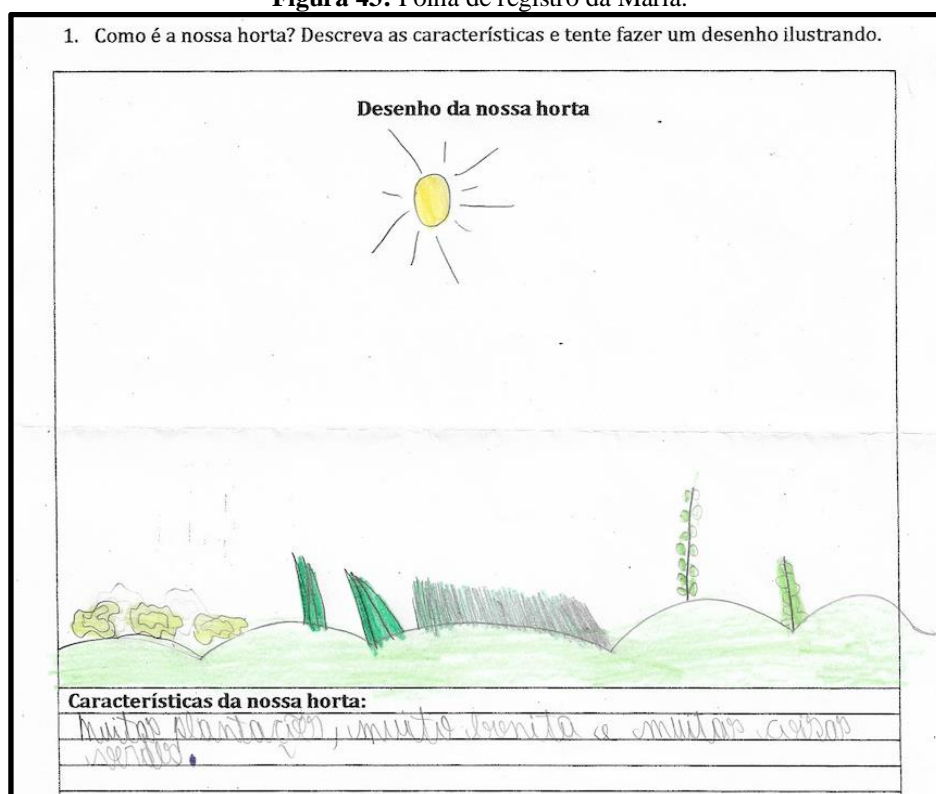 Figura 43: Folha de registro da Maria.
1. Como é a nossa horta? Descreva as características e tente fazer um desenho ilustrando.
Desenho da nossa horta
Características da nossa horta:
muitas plantações, muito bonita e muitas coisas
verdes.